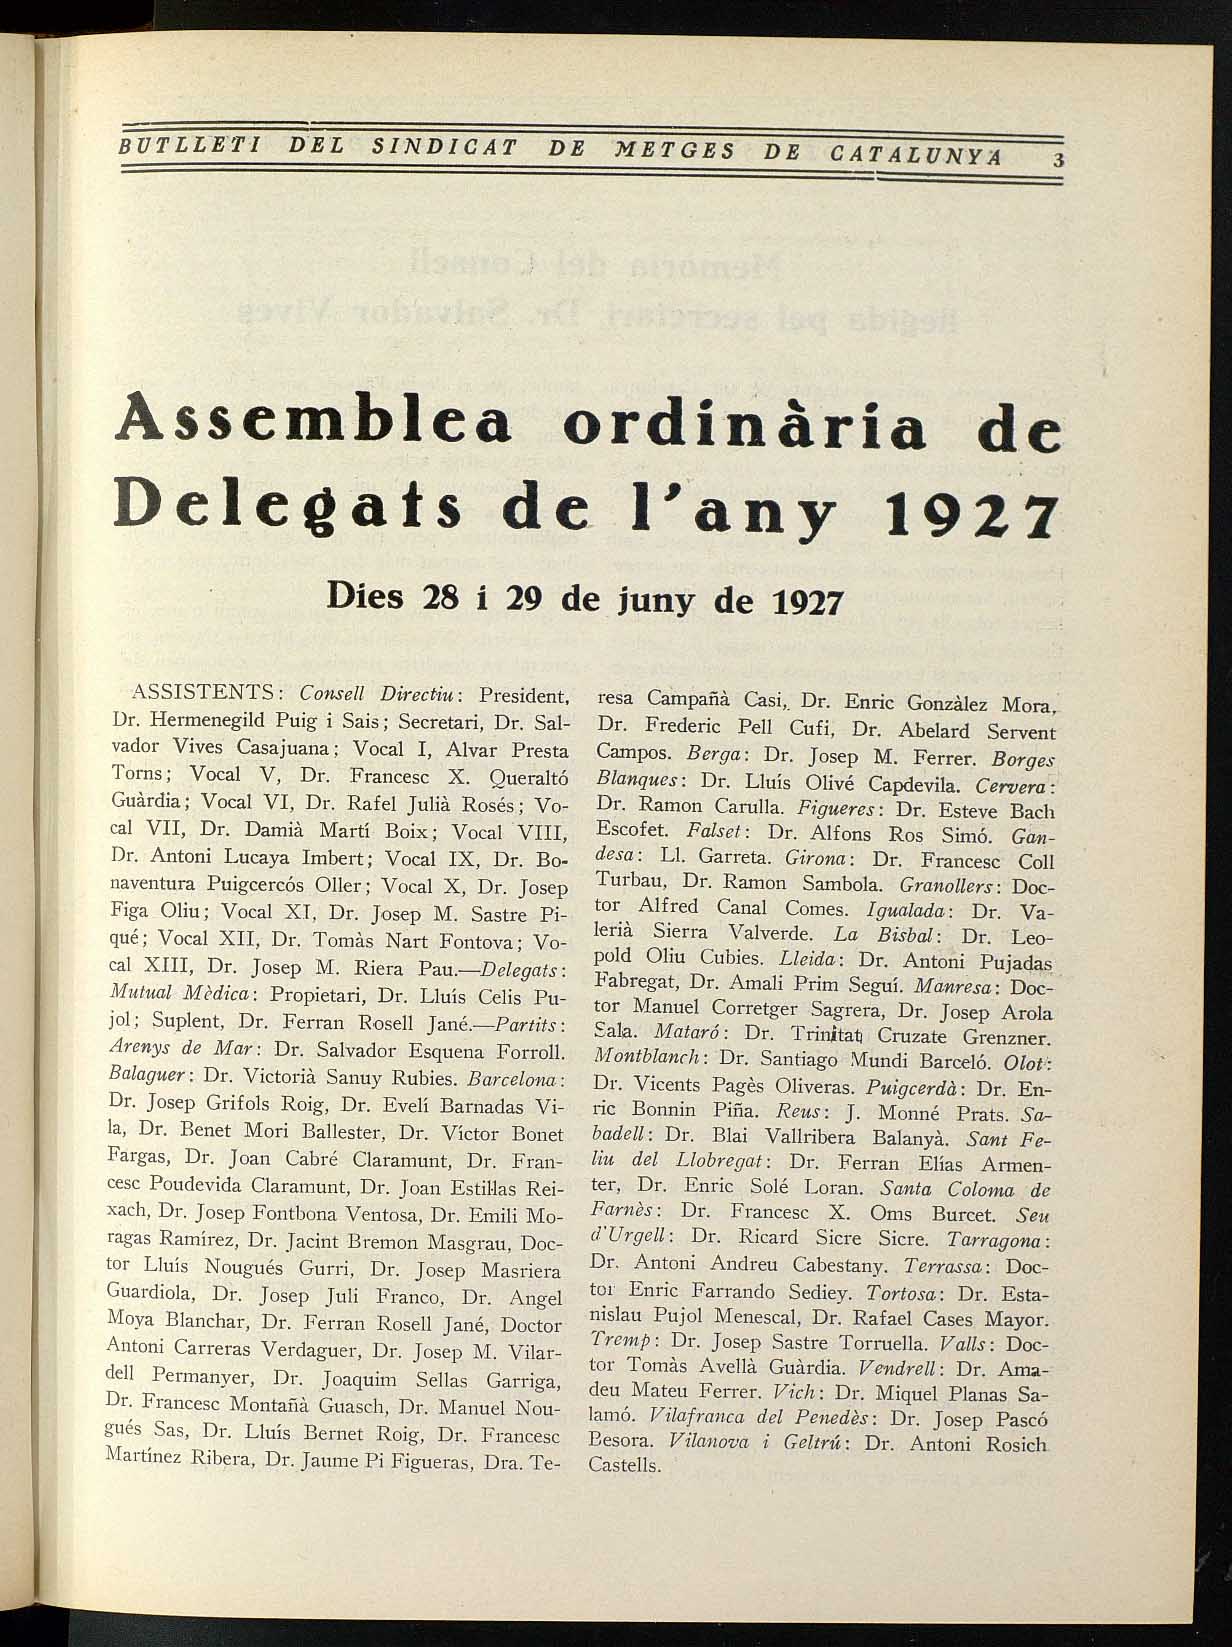 BUTLLETI DEL SINDICAT DE METGES DE CATALUNYA 3
Assemblea ordinària de
Delegats de l'any 1927
Dies 28 i 29 de juny de 1927
ASSISTENTS: Consell Directiu: President,
Dr. Hermenegild Puig i Sais; Secretari, Dr. Sal-
vador Vives Casajuana; Vocal I, Alvar Presta
Torns; Vocal V, Dr. Francesc X. Queraltó
Guàrdia; Vocal VI, Dr. Rafel Julià Rosés; Vo-
cal VII, Dr. Damià Martí Boix; Vocal VIII,
Dr. Antoni Lucaya Imbert; Vocal IX, Dr. Bo-
naventura Puigcercós Oller; Vocal X, Dr. Josep
Figa Oliu; Vocal XI, Dr. Josep M. Sastre Pi-
qué; Vocal XII, Dr. Tomàs Nart Fontova; Vo-
cal XIII, Dr. Josep M. Riera Pau.—Delegats:
Mutual Mèdica: Propietari, Dr. Lluís Celis Pu-
jol; Suplent, Dr. Ferran Rosell Jané.—Partits:
Arenys de Mar: Dr. Salvador Esquena Forroll.
Balaguer: Dr. Victorià Sanuy Rubies. Barcelona:
Dr. Josep Grifols Roig, Dr. Evelí Barnadas Vi-
la, Dr. Benet Mori Ballester, Dr. Víctor Bonet
Fargas, Dr. Joan Cabré Claramunt, Dr. Fran-
cesc Poudevida Claramunt, Dr. Joan Estillas Rei-
xach, Dr. Josep Fontbona Ventosa, Dr. Emili Mo-
ragas Ramírez, Dr. Jacint Bremon Masgrau, Doc-
tor Lluís Nougués Gurri, Dr. Josep Masriera
Guardiola, Dr. Josep Juli Franco, Dr. Angel
Moya Blanchar, Dr. Ferran Rosell Jané, Doctor
Antoni Carreras Verdaguer, Dr. Josep M. Vilar-
dell Permanyer, Dr. Joaquim Sellas Garriga,
Dr. Francesc Montañà Guasch, Dr. Manuel Nou-
gués Sas, Dr. Lluís Bernet Roig, Dr. Francesc
Martínez Ribera, Dr. Jaume Pi Figueras, Dra. Te-
resa Campañà Casi, Dr. Enric Gonzàlez Mora,
Dr. Frederic Pell Cufi, Dr. Abelard Servent
Campos. Berga: Dr. Josep M. Ferrer. Borges
Blanques: Dr. Lluís Olivé Capdevila. Cervera:
Dr. Ramon Carulla. Figueres: Dr. Esteve Bach
Escofet. Falset: Dr. Alfons Ros Simó. Gan-
desa: Ll. Garreta. Girona: Dr. Francesc Coll
Turbau, Dr. Ramon Sambola. Granollers: Doc-
tor Alfred Canal Comes. Igualada: Dr. Va-
lerià Sierra Valverde. La Bisbal: Dr. Leo-
pold Oliu Cubies. Lleida: Dr. Antoni Pujadas
Fabregat, Dr. Amali Prim Seguí. Manresa: Doc-
tor Manuel Corretger Sagrera, Dr. Josep Arola
Sala. Mataró: Dr. Trinitat Cruzate Grenzner.
Montblanch: Dr. Santiago Mundi Barceló. Olot:
Dr. Vicents Pagès Oliveras. Puigcerdà: Dr. En-
ric Bonnin Piña. Reus: J. Monné Prats. Sa-
badell: Dr. Blai Vallribera Balanyà. Sant Fe-
liu del Llobregat: Dr. Ferran Elías Armen-
ter, Dr. Enric Solé Loran. Santa Coloma de
Farnès: Dr. Francesc X. Oms Burcet. Seu
d'Urgell: Dr. Ricard Sicre Sicre. Tarragona:
Dr. Antoni Andreu Cabestany. Terrassa: Doc-
tor Enric Farrando Sediey. Tortosa: Dr. Esta-
nislau Pujol Menescal, Dr. Rafael Cases Mayor.
Tremp: Dr. Josep Sastre Torruella. Valls: Doc-
tor Tomàs Avellà Guàrdia. Vendrell: Dr. Ama-
deu Mateu Ferrer. Vich: Dr. Miquel Planas Sa-
lamó. Vilafranca del Penedès: Dr. Josep Pascó
Besora. Vilanova i Geltrú: Dr. Antoni Rosich
Castells.